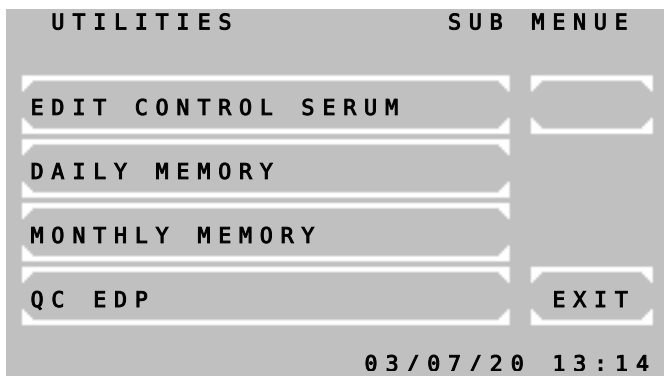 UTILITIES SUB MENUE
EDIT CONTROL SERUM
DAILY MEMORY
MONTHLY MEMORY
QC EDP EXIT
03/07/20 13:14